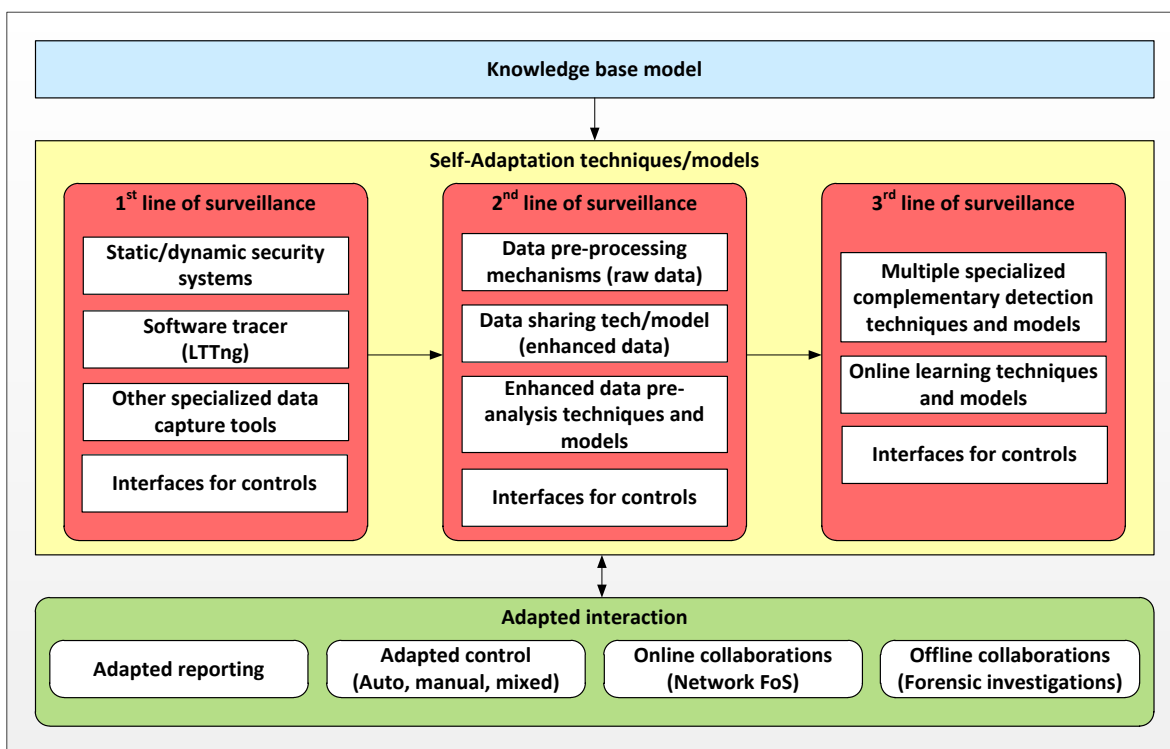 Knowledge base model
Self-Adaptation techniques/models
1st line of surveillance
Static/dynamic security
systems
Software tracer
(LTTng)
Other specialized data
capture tools
Interfaces for controls
2nd line of surveillance
Data pre-processing
mechanisms (raw data)
Data sharing tech/model
(enhanced data)
Enhanced data pre-
analysis techniques and
models
Interfaces for controls
3rd line of surveillance
Multiple specialized
complementary detection
techniques and models
Online learning techniques
and models
Interfaces for controls
Adapted interaction
Adapted reporting
Adapted control
(Auto, manual, mixed)
Online collaborations
(Network FoS)
Offline collaborations
(Forensic investigations)